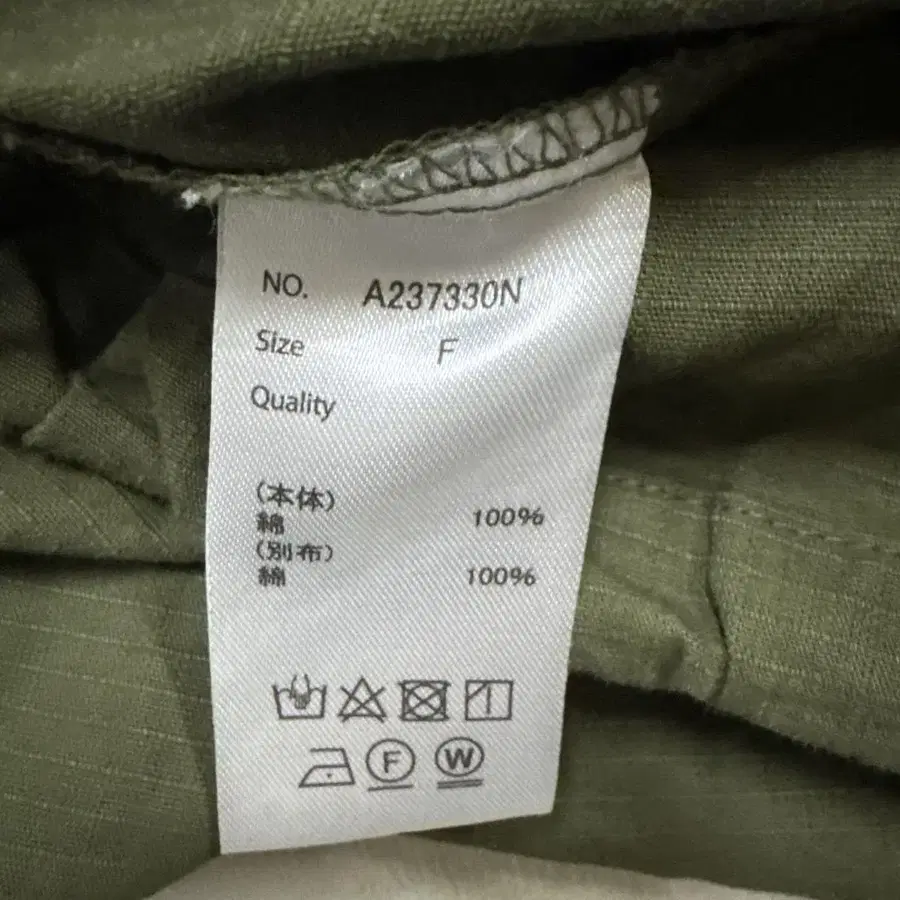 NO. A237330N
Size F
Quality
(本体)
綿 100%
(別布)
綿 100%
F W